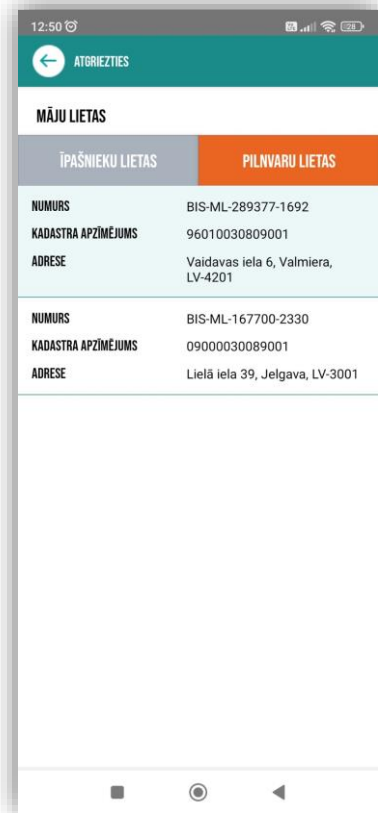 12:50
28
ATGRIEZTIES
MĀJU LIETAS
ĪPAŠNIEKU LIETAS PILNVARU LIETAS
NUMURS BIS-ML-289377-1692
KADASTRA APZĪMĒJUMS 96010030809001
ADRESE Vaidavas iela 6, Valmiera,
LV-4201
NUMURS BIS-ML-167700-2330
KADASTRA APZĪMĒJUMS 09000030089001
ADRESE Lielā iela 39, Jelgava, LV-3001